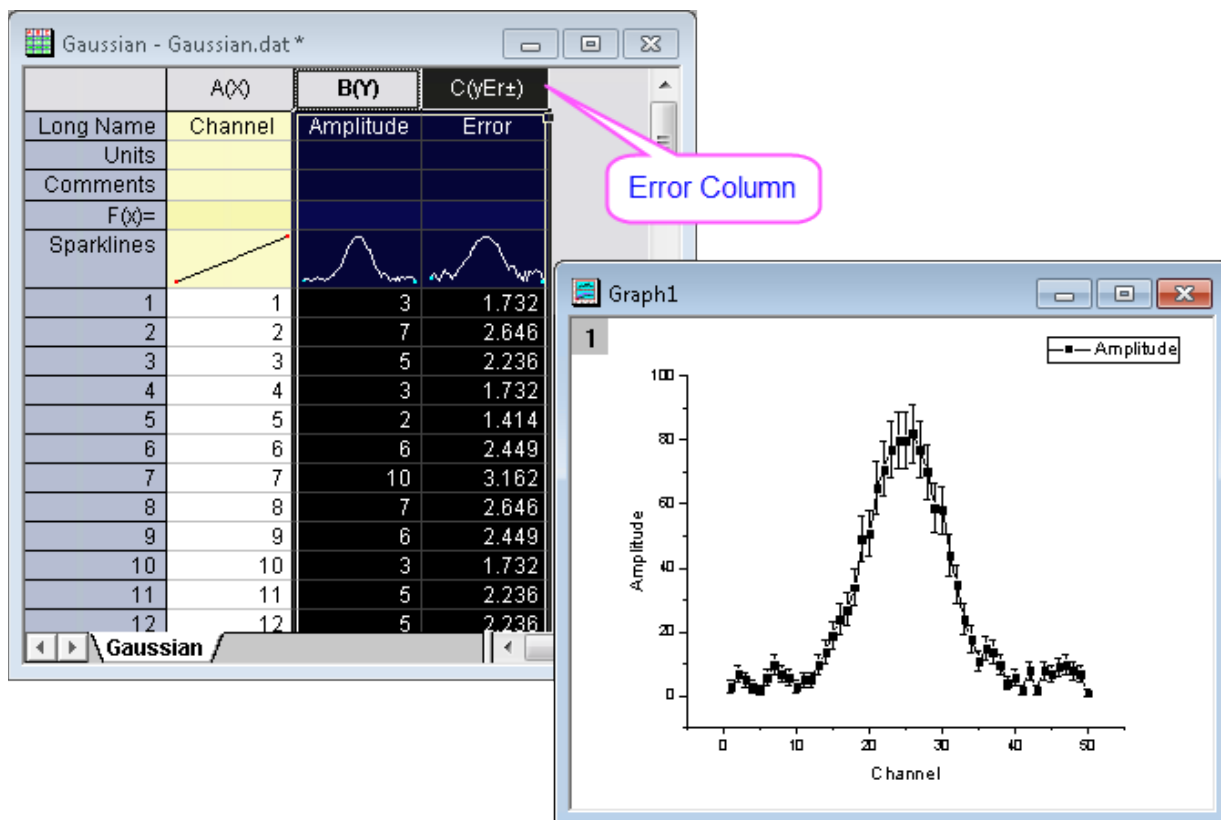 Gaussian - Gaussian.dat *
A(X) B(Y) C(yEr±)
Long Name Channel Amplitude Error
Units
Comments
F(x)=
Sparklines
1 1 3 1.732
2 2 7 2.646
3 3 5 2.236
4 4 3 1.732
5 5 2 1.414
6 6 6 2.449
7 7 10 3.162
8 8 7 2.646
9 9 6 2.449
10 10 3 1.732
11 11 5 2.236
12 12 5 2.236
Gaussian
Error Column
Graph1
1
Amplitude
100
80
60
40
20
0
Amplitude
0 10 20 30 40 50
Channel